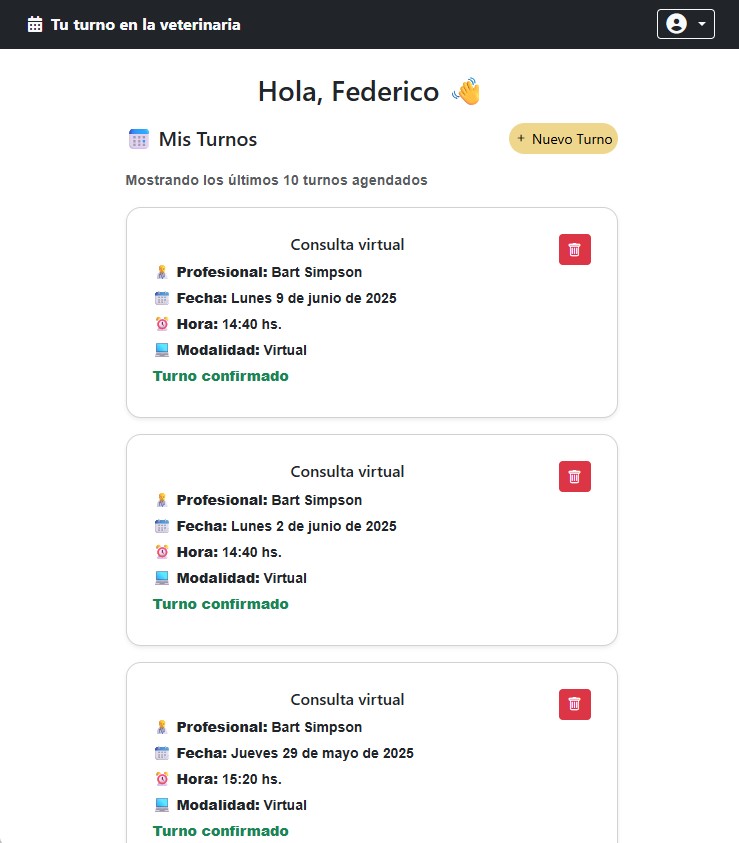 Tu turno en la veterinaria
Hola, Federico 👋
Mis Turnos
+ Nuevo Turno
Mostrando los últimos 10 turnos agendados
Consulta virtual
Profesional: Bart Simpson
Fecha: Lunes 9 de junio de 2025
Hora: 14:40 hs.
Modalidad: Virtual
Turno confirmado
Consulta virtual
Profesional: Bart Simpson
Fecha: Lunes 2 de junio de 2025
Hora: 14:40 hs.
Modalidad: Virtual
Turno confirmado
Consulta virtual
Profesional: Bart Simpson
Fecha: Jueves 29 de mayo de 2025
Hora: 15:20 hs.
Modalidad: Virtual
Turno confirmado